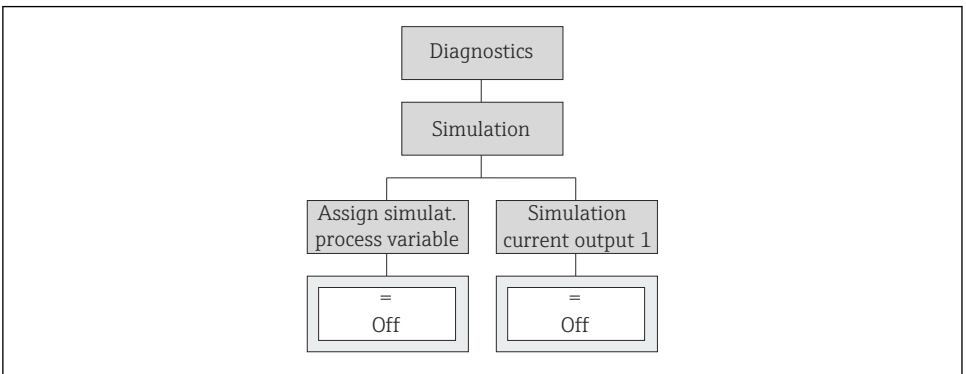 Diagnostics
Simulation
Assign simulat.
process variable
Simulation
current output 1
=
Off
=
Off